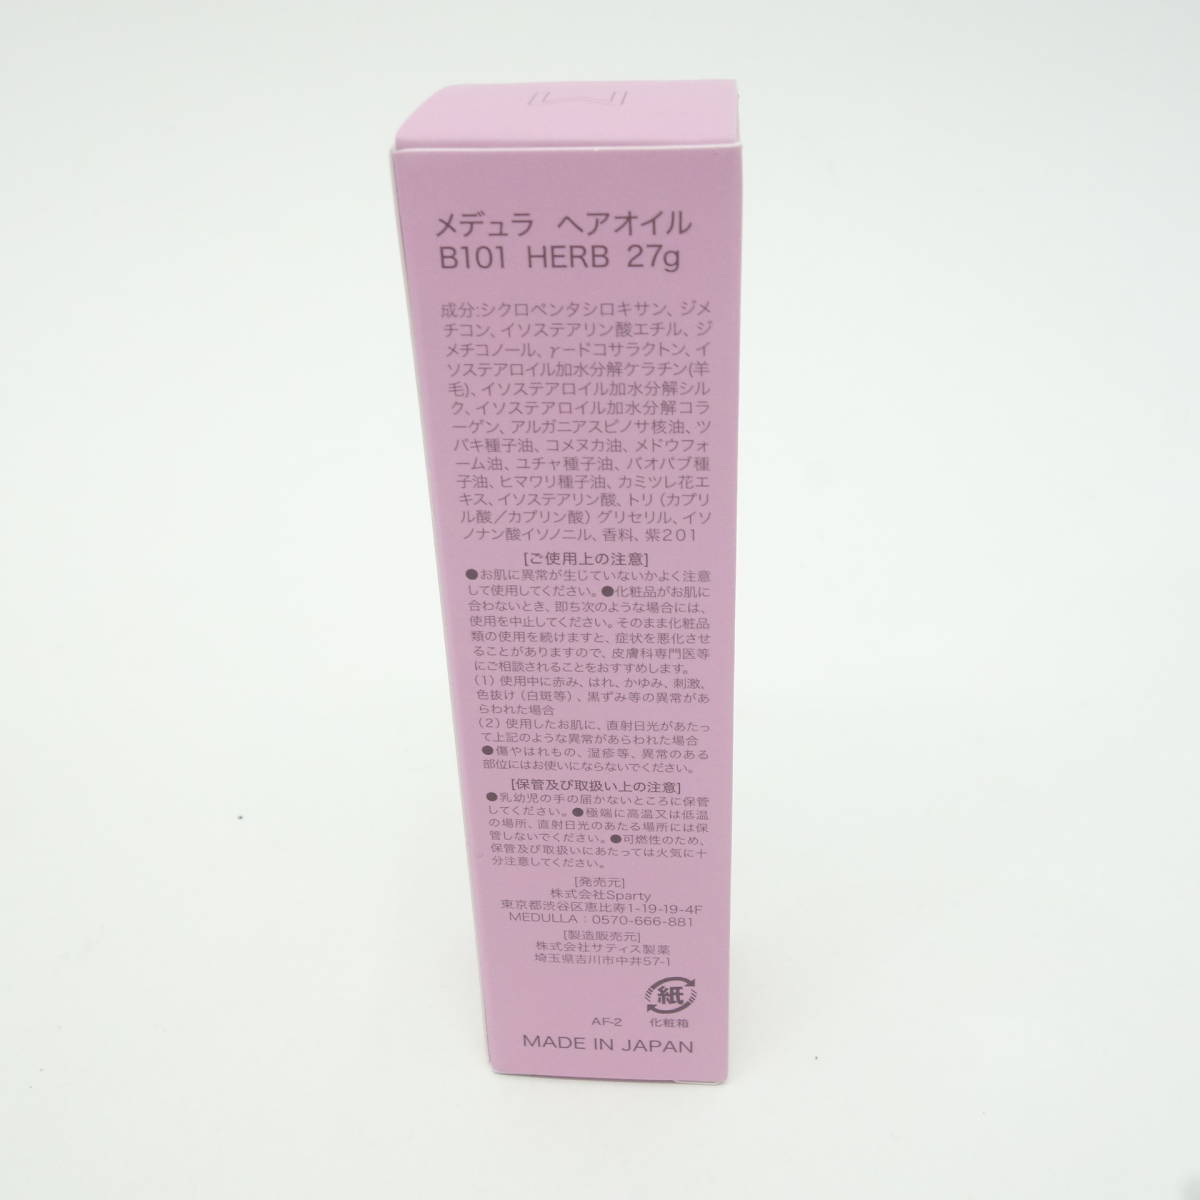 メデュラ ヘアオイル
B101 HERB 27g
成分:シクロペンタシロキサン、ジメ
チコン、イソステアリン酸エチル、ジ
メチコノール、γードコサラクトン、イ
ソステアロイル加水分解ケラチン(羊
毛)、イソステアロイル加水分解シル
ク、イソステアロイル加水分解コラ
ーゲン、アルガニアスピノサ核油、ツ
バキ種子油、コメヌカ油、メドウフォ
ーム油、ユチャ種子油、バオバブ種
子油、ヒマワリ種子油、カミツレ花エ
キス、イソステアリン酸、トリ(カプリ
ル酸/カプリン酸)グリセリル、イソ
ノナン酸イソノニル、香料、紫201
[ご使用上の注意]
●お肌に異常が生じていないかよく注意
して使用してください。●化粧品がお肌に
合わないとき、即ち次のような場合には、
使用を中止してください。そのまま化粧品
類の使用を続けますと、症状を悪化させ
ることがありますので、皮膚科専門医等
にご相談されることをおすすめします。
(1)使用中に赤み、はれ、かゆみ、刺激、
色抜け(白斑等)、黒ずみ等の異常があ
らわれた場合
(2)使用したお肌に、直射日光があたっ
て上記のような異常があらわれた場合
●傷やはれもの、湿疹等、異常のある
部位にはお使いにならないでください。
[保管及び取扱い上の注意]
●乳幼児の手の届かないところに保管
してください。●極端に高温又は低温
の場所、直射日光のあたる場所には保
管しないでください。●可燃性のため、
保管及び取扱いにあたっては火気に十
分注意してください。
[発売元]
株式会社Sparty
東京都渋谷区恵比寿1-19-19-4F
MEDULLA:0570-666-881
[製造販売元]
株式会社サティス製薬
埼玉県吉川市中井57-1
紙
AF-2 化粧箱
MADE IN JAPAN